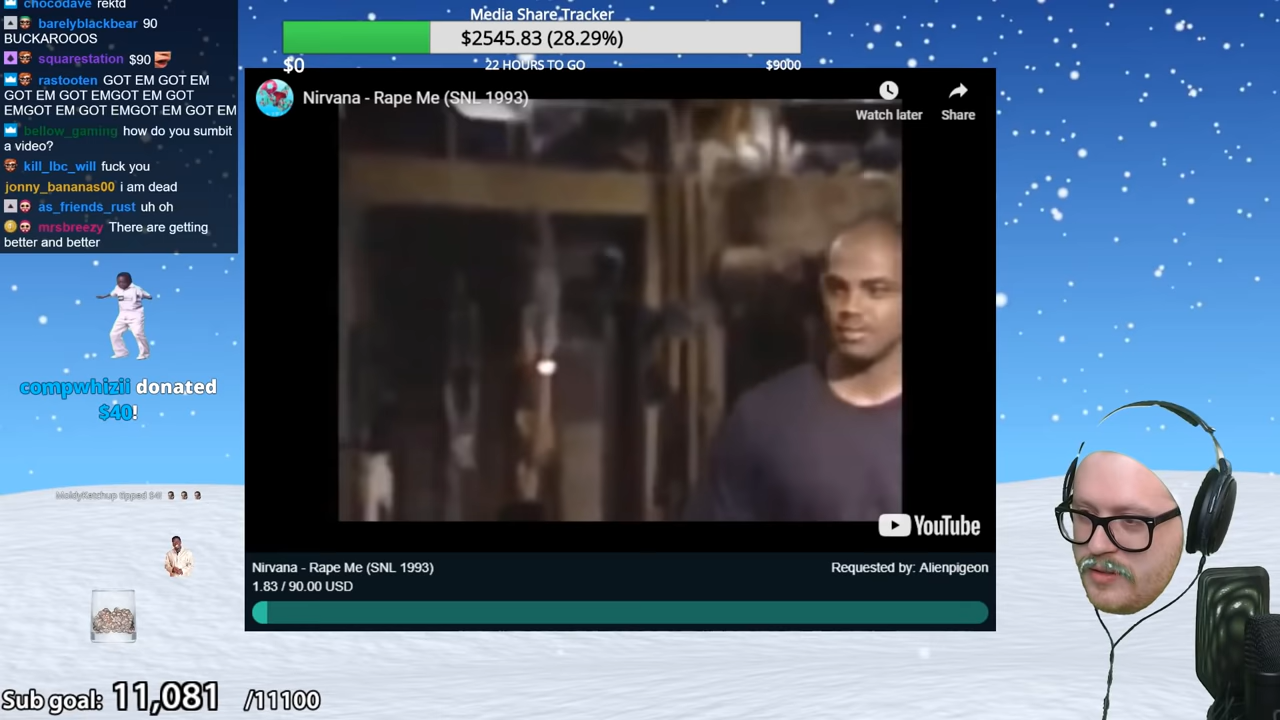 chocodave rektd
barelyblackbear 90
BUCKAROOOS
squarestation $90
rastooten GOT EM GOT EM
GOT EM GOT EMGOT EM GOT
EMGOT EM GOT EMGOT EM GOT EM
bellow_gaming how do you sumbit
a video?
kill_lbc_will fuck you
jonny_bananas00 i am dead
as_friends_rust uh oh
mrsbreezy There are getting
better and better
compwhizii donated
$40!
MoldyKetchup tipped $4!
Sub goal: 11,081 /11100
Media Share Tracker
$2545.83 (28.29%)
$0 22 HOURS TO GO $9000
Nirvana - Rape Me (SNL 1993)
Watch later Share
YouTube
Nirvana - Rape Me (SNL 1993) Requested by: Alienpigeon
1.83 / 90.00 USD